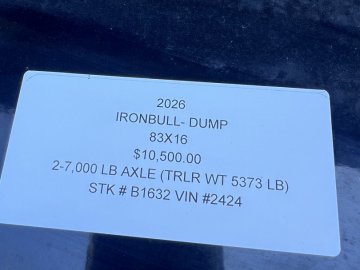 2026
IRONBULL- DUMP
83X16
$10,500.00
2-7,000 LB AXLE (TRLR WT 5373 LB)
STK # B1632 VIN #2424